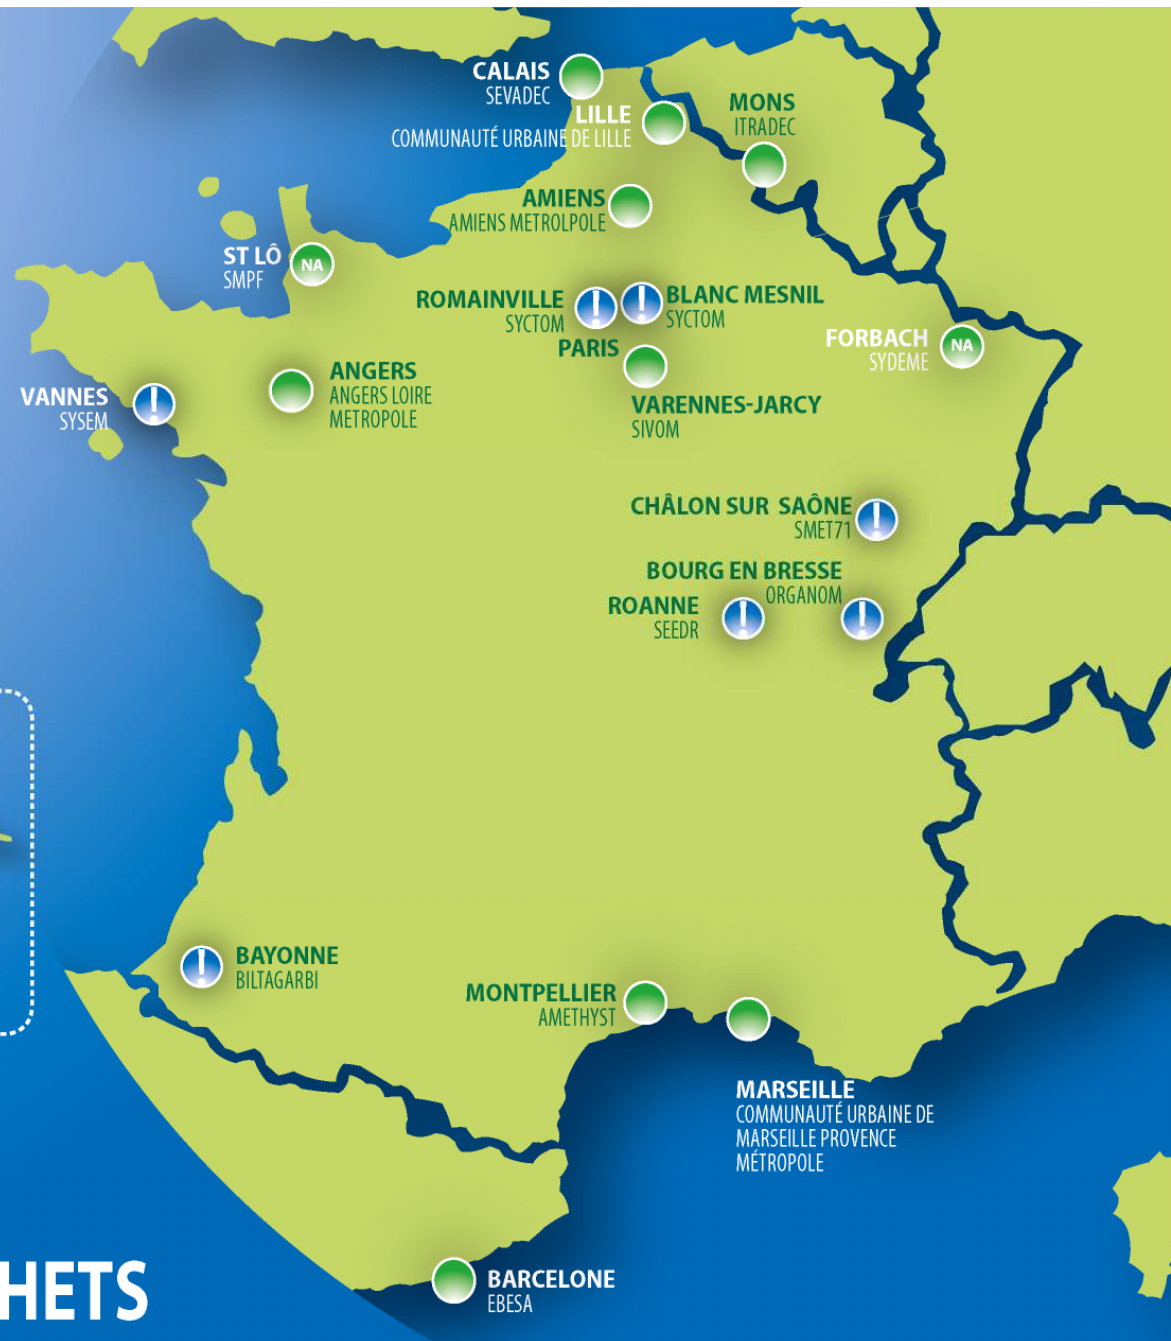 CALAIS
SEVADEC
LILLE
COMMUNAUTÉ URBAINE DE LILLE
MONS
ITRADEC
AMIENS
AMIENS METROLPOLE
ST LÔ
SMPF
NA
ROMAINVILLE
SYCTOM
BLANC MESNIL
SYCTOM
PARIS
FORBACH
SYDEME
NA
VANNES
SYSEM
ANGERS
ANGERS LOIRE
METROPOLE
VARENNES-JARCY
SIVOM
CHÂLON SUR SAÔNE
SMET71
BOURG EN BRESSE
ORGANOM
ROANNE
SEEDR
BAYONNE
BILTAGARBI
MONTPELLIER
AMETHYST
MARSEILLE
COMMUNAUTÉ URBAINE DE
MARSEILLE PROVENCE
MÉTROPOLE
BARCELONE
EBESA
HETS